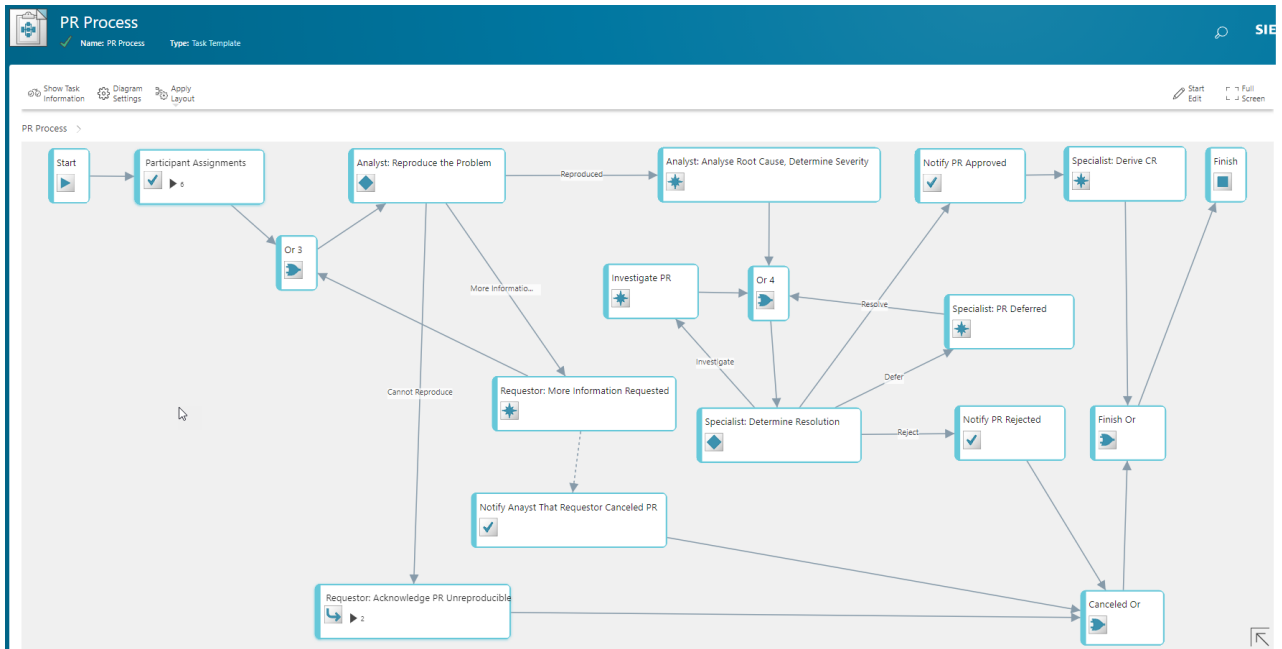 PR Process
Name: PR Process Type: Task Template
SIE
Show Task
Information
Diagram
Settings
Apply
Layout
Start
Edit
Full
Screen
PR Process
Start
Participant Assignments
6
Analyst: Reproduce the Problem
Reproduced
Analyst: Analyse Root Cause, Determine Severity
Notify PR Approved
Specialist: Derive CR
Finish
Or 3
More Informatio...
Investigate PR
Or 4
Resolve
Specialist: PR Deferred
Investigate
Defer
Cannot Reproduce
Requestor: More Information Requested
Specialist: Determine Resolution
Reject
Notify PR Rejected
Finish Or
Notify Anayst That Requestor Canceled PR
Requestor: Acknowledge PR Unreproducible
2
Canceled Or